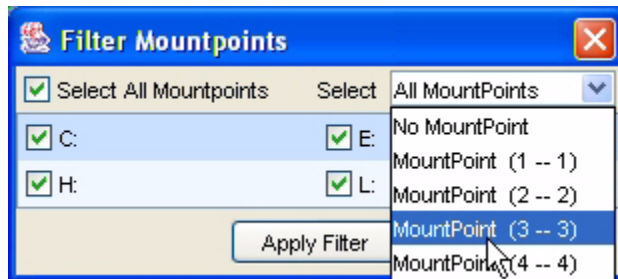 Filter Mountpoints
Select All Mountpoints Select All MountPoints
C: E: No MountPoint
MountPoint (1 -- 1)
H: L: MountPoint (2 -- 2)
Apply Filter MountPoint (3 -- 3)
MountPoint (4 -- 4)